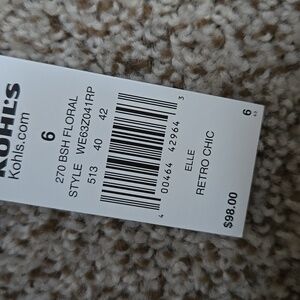 KOHL'S
Kohls.com
6
270 BSH FLORAL
STYLE WE63Z041RP
513 40 42
4 00464 42964 3
ELLE
RETRO CHIC
6
$98.00